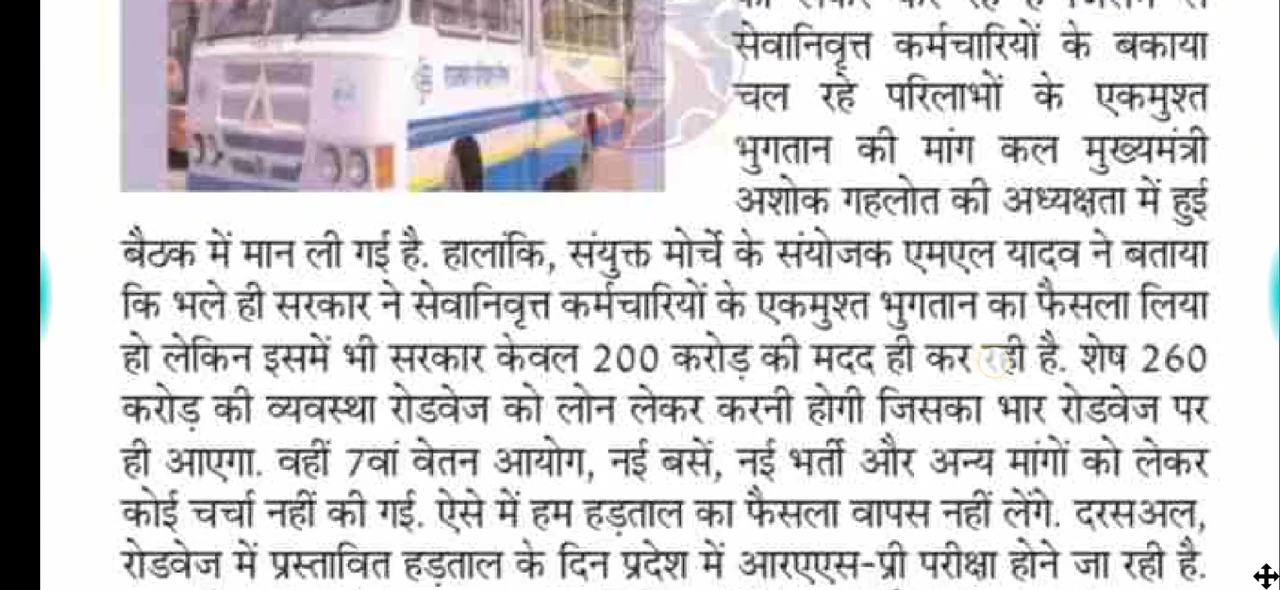 सेवानिवृत्त कर्मचारियों के बकाया
चल रहे परिलाभों के एकमुश्त
भुगतान की मांग कल मुख्यमंत्री
अशोक गहलोत की अध्यक्षता में हुई
बैठक में मान ली गई है. हालांकि, संयुक्त मोर्चे के संयोजक एमएल यादव ने बताया
कि भले ही सरकार ने सेवानिवृत्त कर्मचारियों के एकमुश्त भुगतान का फैसला लिया
हो लेकिन इसमें भी सरकार केवल 200 करोड़ की मदद ही कर रही है. शेष 260
करोड़ की व्यवस्था रोडवेज को लोन लेकर करनी होगी जिसका भार रोडवेज पर
ही आएगा. वहीं 7वां वेतन आयोग, नई बसें, नई भर्ती और अन्य मांगों को लेकर
कोई चर्चा नहीं की गई. ऐसे में हम हड़ताल का फैसला वापस नहीं लेंगे. दरसअल,
रोडवेज में प्रस्तावित हड़ताल के दिन प्रदेश में आरएएस-प्री परीक्षा होने जा रही है.